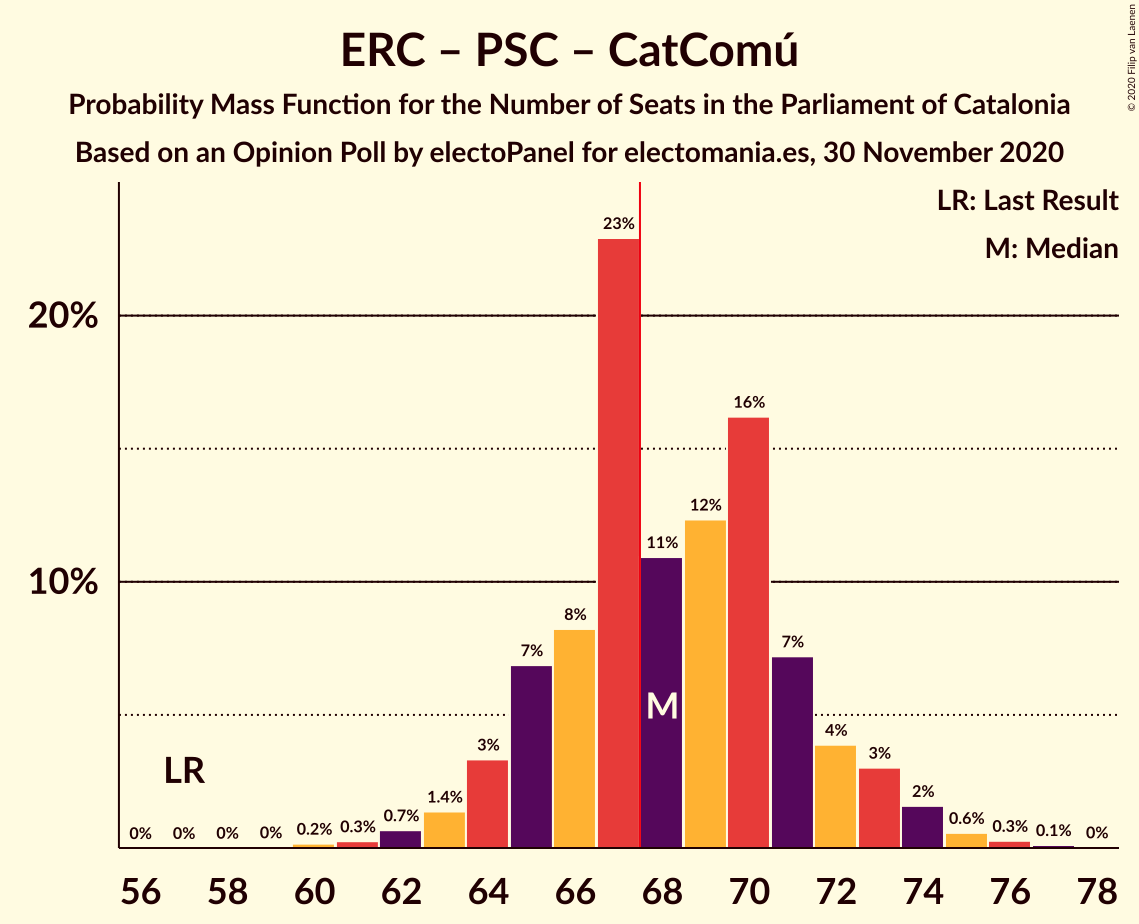 ERC – PSC – CatComú
Probability Mass Function for the Number of Seats in the Parliament of Catalonia
Based on an Opinion Poll by electoPanel for electomania.es, 30 November 2020
© 2020 Filip van Laenen
LR: Last Result
M: Median
20%
10%
LR
M
0%
0%
0%
0%
0.2%
0.3%
0.7%
1.4%
3%
7%
8%
23%
11%
12%
16%
7%
4%
3%
2%
0.6%
0.3%
0.1%
0%
56 58 60 62 64 66 68 70 72 74 76 78